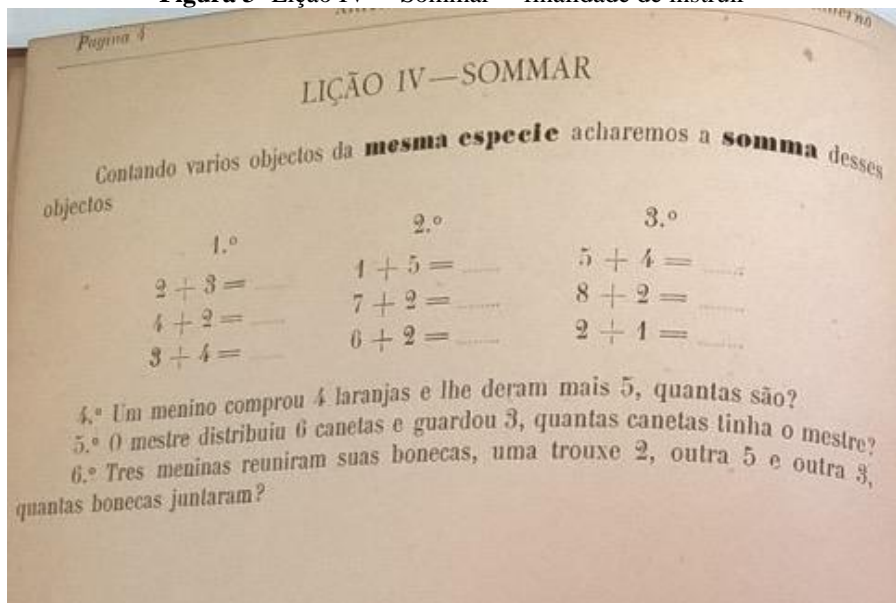 Pagina 4
LIÇÃO IV—SOMMAR
Contando varios objectos da mesma especie acharemos a somma desses
objectos
1.º 2.º 3.º
2 + 3 = ...... 1 + 5 = ...... 5 + 4 = ......
4 + 2 = ...... 7 + 2 = ...... 8 + 2 = ......
3 + 4 = ...... 6 + 2 = ...... 2 + 1 = ......
4.º Um menino comprou 4 laranjas e lhe deram mais 5, quantas são?
5.º O mestre distribuiu 6 canetas e guardou 3, quantas canetas tinha o mestre?
6.º Tres meninas reuniram suas bonecas, uma trouxe 2, outra 5 e outra 3,
quantas bonecas juntaram?